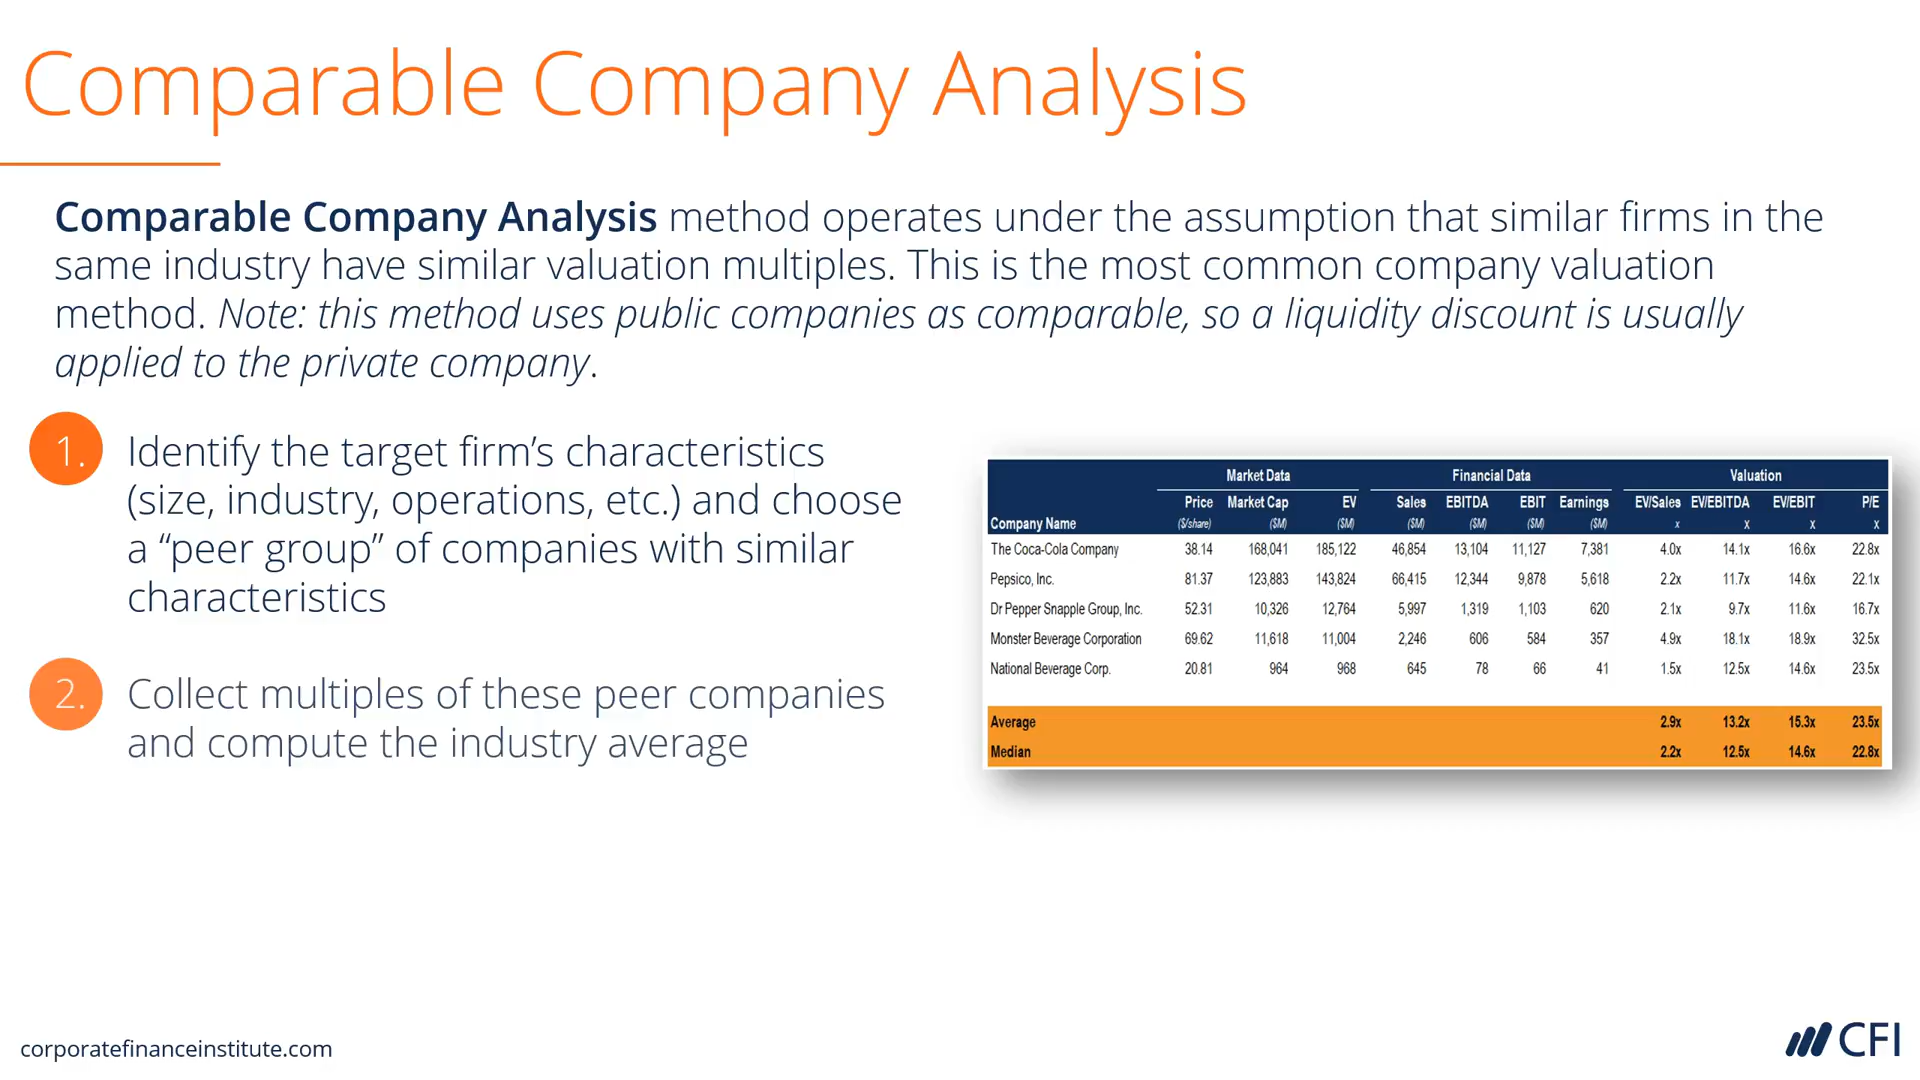 Comparable Company Analysis
Comparable Company Analysis method operates under the assumption that similar firms in the
same industry have similar valuation multiples. This is the most common company valuation
method. Note: this method uses public companies as comparable, so a liquidity discount is usually
applied to the private company.
1. Identify the target firm’s characteristics
(size, industry, operations, etc.) and choose
a “peer group” of companies with similar
characteristics
2. Collect multiples of these peer companies
and compute the industry average
Market Data Financial Data Valuation
Price Market Cap EV Sales EBITDA EBIT Earnings EV/Sales EV/EBITDA EV/EBIT P/E
Company Name ($/share) ($M) ($M) ($M) ($M) ($M) ($M) x x x x
The Coca-Cola Company 38.14 168,041 185,122 46,854 13,104 11,127 7,381 4.0x 14.1x 16.6x 22.8x
Pepsico, Inc. 81.37 123,883 143,824 66,415 12,344 9,878 5,618 2.2x 11.7x 14.6x 22.1x
Dr Pepper Snapple Group, Inc. 52.31 10,326 12,764 5,997 1,319 1,103 620 2.1x 9.7x 11.6x 16.7x
Monster Beverage Corporation 69.62 11,618 11,004 2,246 606 584 357 4.9x 18.1x 18.9x 32.5x
National Beverage Corp. 20.81 964 968 645 78 66 41 1.5x 12.5x 14.6x 23.5x
Average 2.9x 13.2x 15.3x 23.5x
Median 2.2x 12.5x 14.6x 22.8x
corporatefinanceinstitute.com
CFI